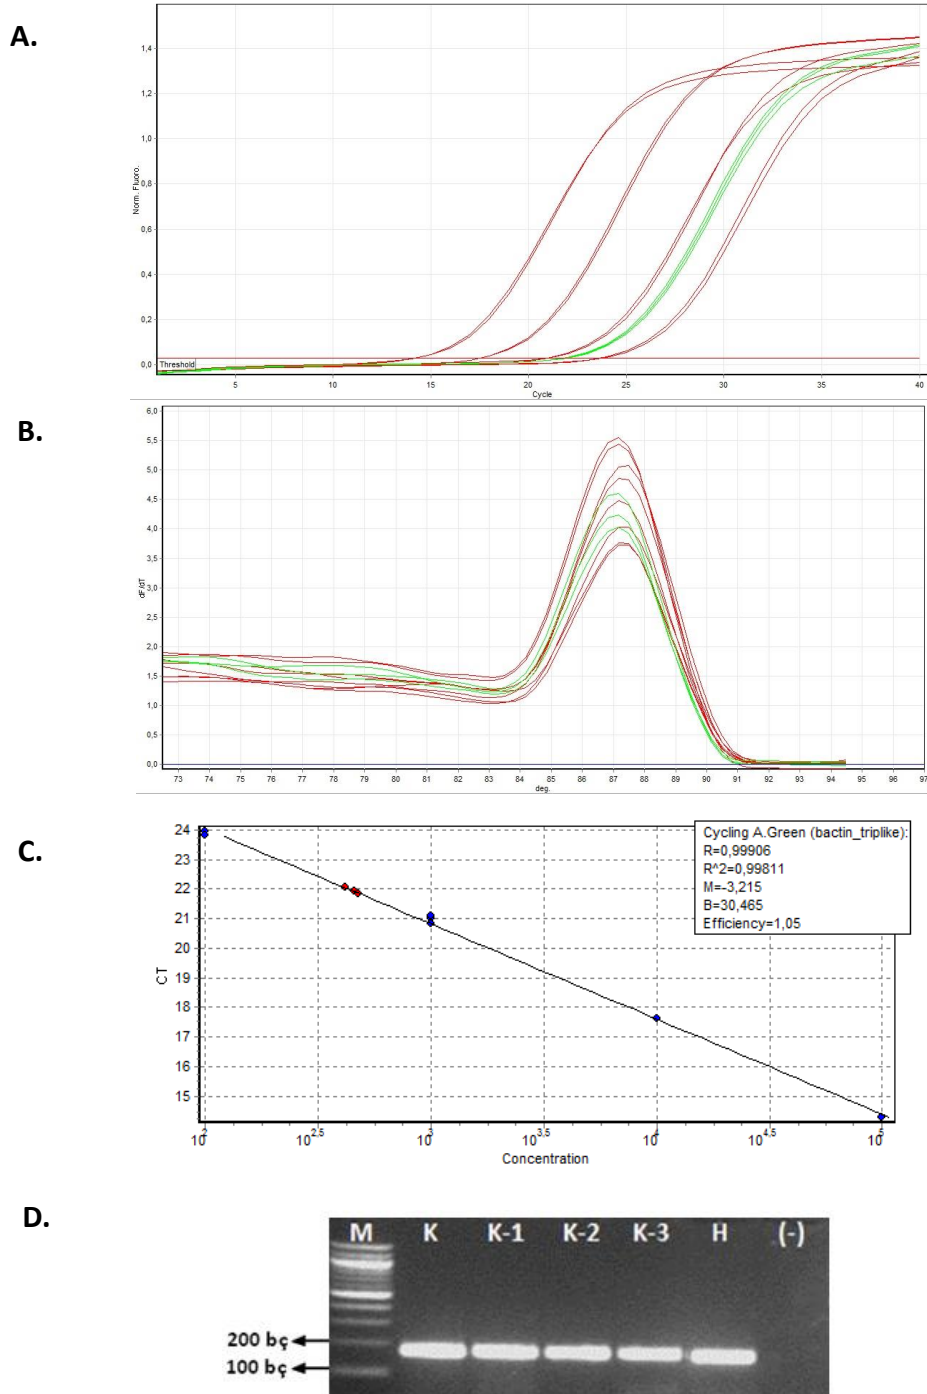 A.
Norm. Fluoro.
1,4
1,2
1,0
0,8
0,6
0,4
0,2
0,0
Threshold
5 10 15 20 25 30 35 40
Cycle
B.
dF/dT
6,0
5,5
5,0
4,5
4,0
3,5
3,0
2,5
2,0
1,5
1,0
0,5
0,0
73 74 75 76 77 78 79 80 81 82 83 84 85 86 87 88 89 90 91 92 93 94 95 96 97
deg.
C.
CT
24
23
22
21
20
19
18
17
16
15
Cycling A.Green (bactin_triplike):
R=0,99906
R^2=0,99811
M=-3,215
B=30,465
Efficiency=1,05
10^2 10^2,5 10^3 10^3,5 10^4 10^4,5 10^5
Concentration
D.
M K K-1 K-2 K-3 H (-)
200 bç
100 bç